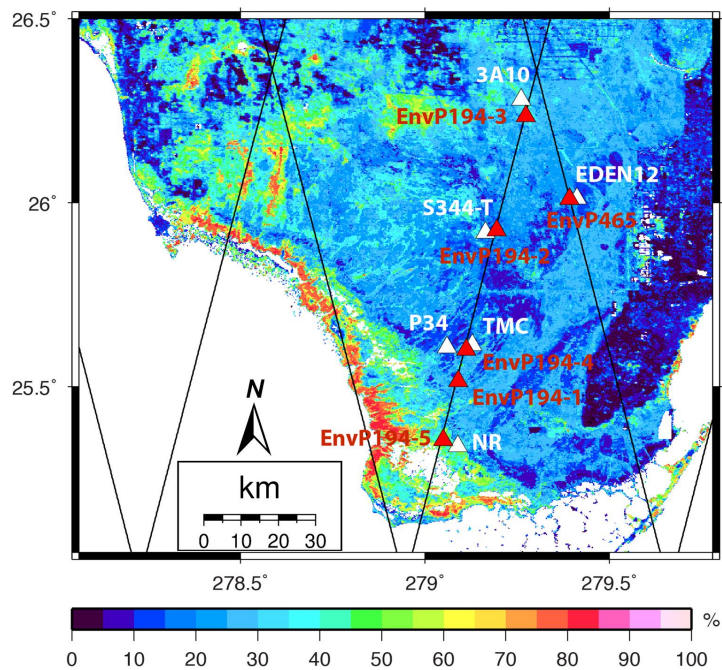 26.5°
3A10
EnvP194-3
EDEN12
26°
S344-T
EnvP465
EnvP194-2
P34
TMC
EnvP194-4
25.5°
EnvP194-1
N
EnvP194-5
NR
km
0 10 20 30
278.5° 279° 279.5°
%
0 10 20 30 40 50 60 70 80 90 100